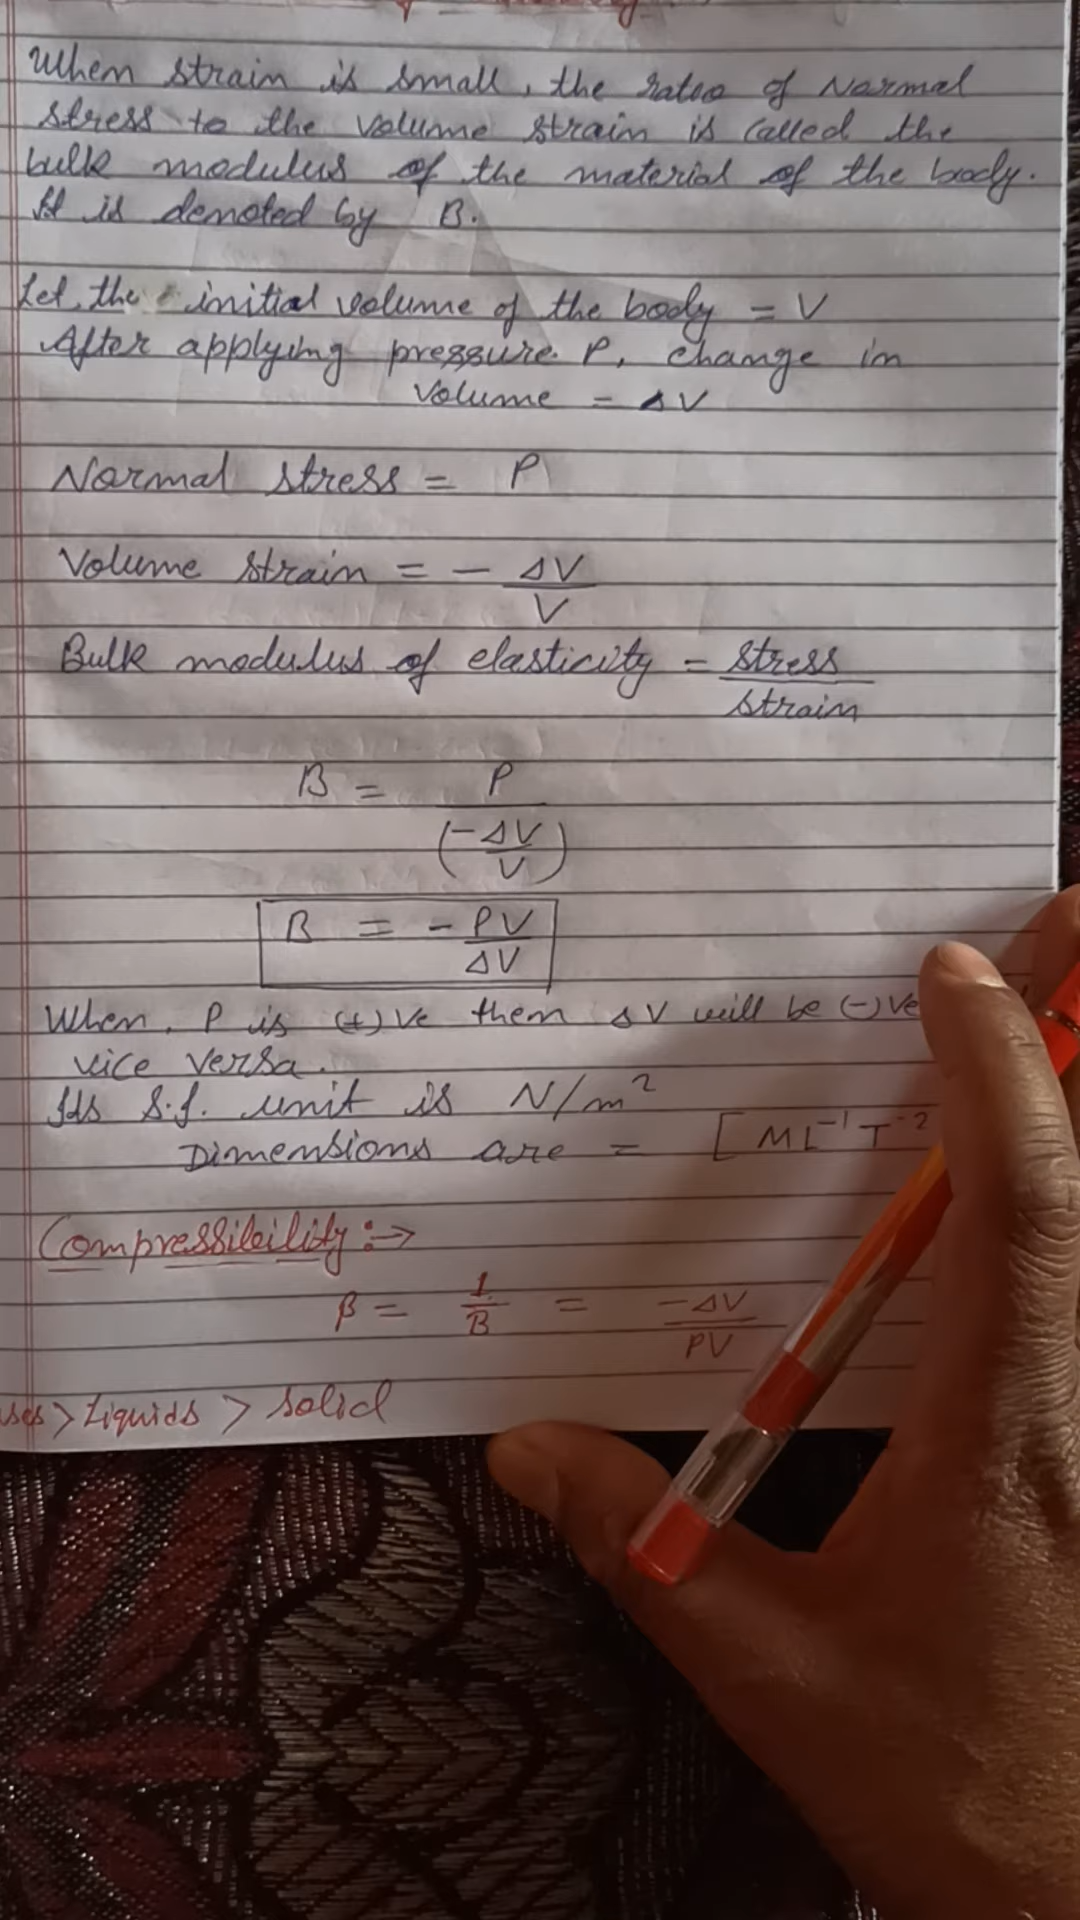 When strain is small, the ratio of Normal
stress to the volume strain is called the
bulk modulus of the material of the body.
It is denoted by B.
Let, the initial volume of the body = V
After applying pressure P, change in
Volume = ΔV
Normal stress = P
Volume strain = - ΔV/V
Bulk modulus of elasticity = stress/strain
B = P/(-ΔV/V)
B = - PV/ΔV
When, P is (+)ve then ΔV will be (-)ve
vice versa.
Its S.I. unit is N/m²
Dimensions are = [ML⁻¹T⁻²
Compressibility :→
β = 1/B = -ΔV/PV
ses > Liquids > Solid